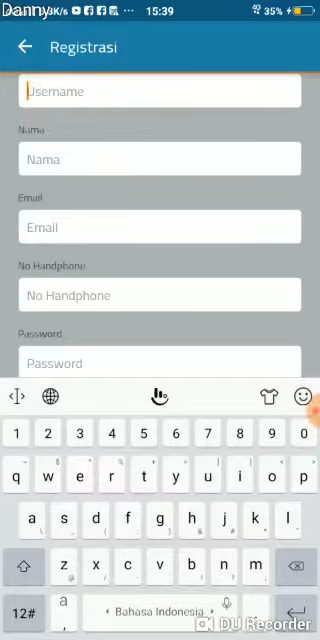 Danny
3K/s 15:39 35%
Registrasi
Username
Nama
Nama
Email
Email
No Handphone
No Handphone
Password
Password
1 2 3 4 5 6 7 8 9 0
q w e r t y u i o p
a s d f g h j k l
z x c v b n m
12# a , Bahasa Indonesia .
DU Recorder